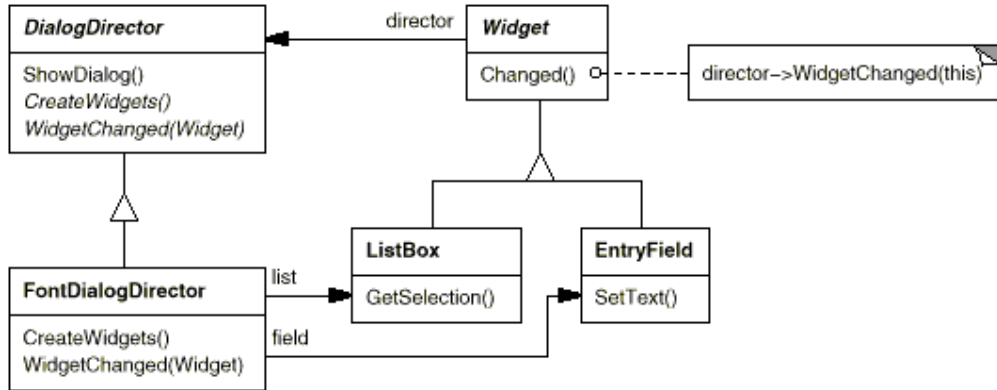 DialogDirector
ShowDialog()
CreateWidgets()
WidgetChanged(Widget)
director
Widget
Changed()
director->WidgetChanged(this)
ListBox
GetSelection()
EntryField
SetText()
FontDialogDirector
CreateWidgets()
WidgetChanged(Widget)
list
field